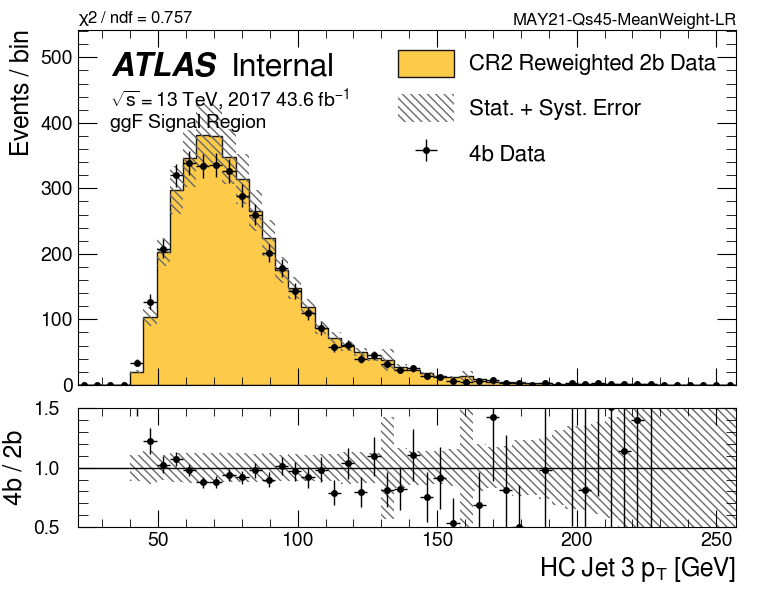 χ2 / ndf = 0.757
MAY21-Qs45-MeanWeight-LR
Events / bin
500
400
300
200
100
0
ATLAS Internal
√s = 13 TeV, 2017 43.6 fb⁻¹
ggF Signal Region
CR2 Reweighted 2b Data
Stat. + Syst. Error
4b Data
4b / 2b
1.5
1.0
0.5
50 100 150 200 250
HC Jet 3 pT [GeV]